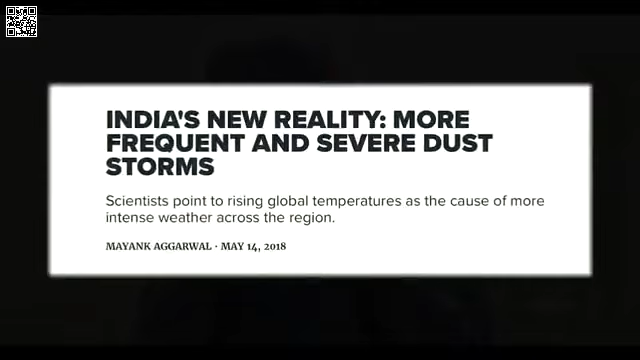 INDIA'S NEW REALITY: MORE
FREQUENT AND SEVERE DUST
STORMS
Scientists point to rising global temperatures as the cause of more
intense weather across the region.
MAYANK AGGARWAL · MAY 14, 2018